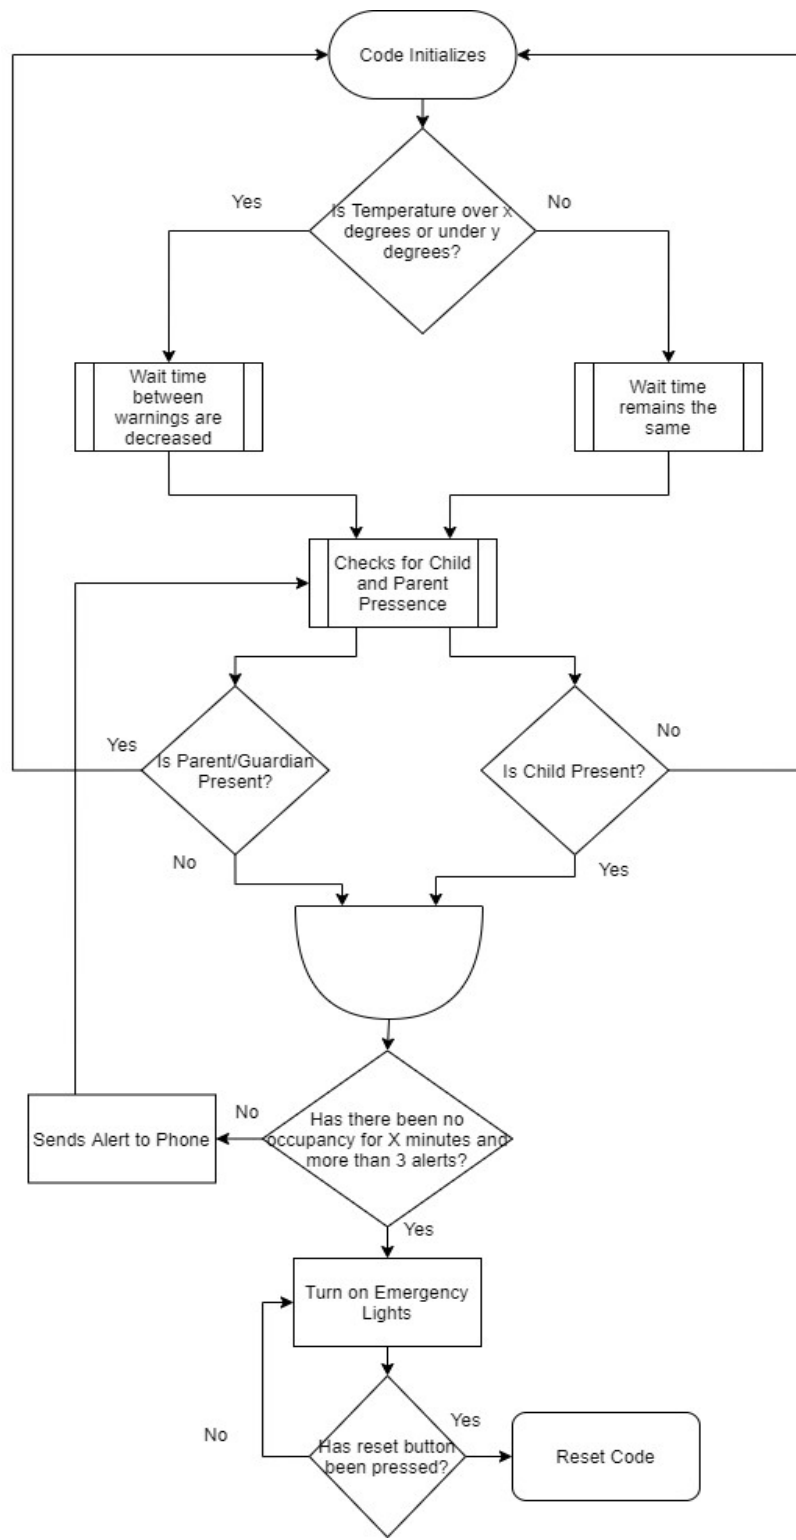 Code Initializes
Yes
No
Is Temperature over x
degrees or under y
degrees?
Wait time
between
warnings are
decreased
Wait time
remains the
same
Checks for Child
and Parent
Pressence
Yes
Is Parent/Guardian
Present?
No
Is Child Present?
No
Yes
Has there been no
occupancy for X minutes and
more than 3 alerts?
No
Sends Alert to Phone
Yes
Turn on Emergency
Lights
No
Has reset button
been pressed?
Yes
Reset Code